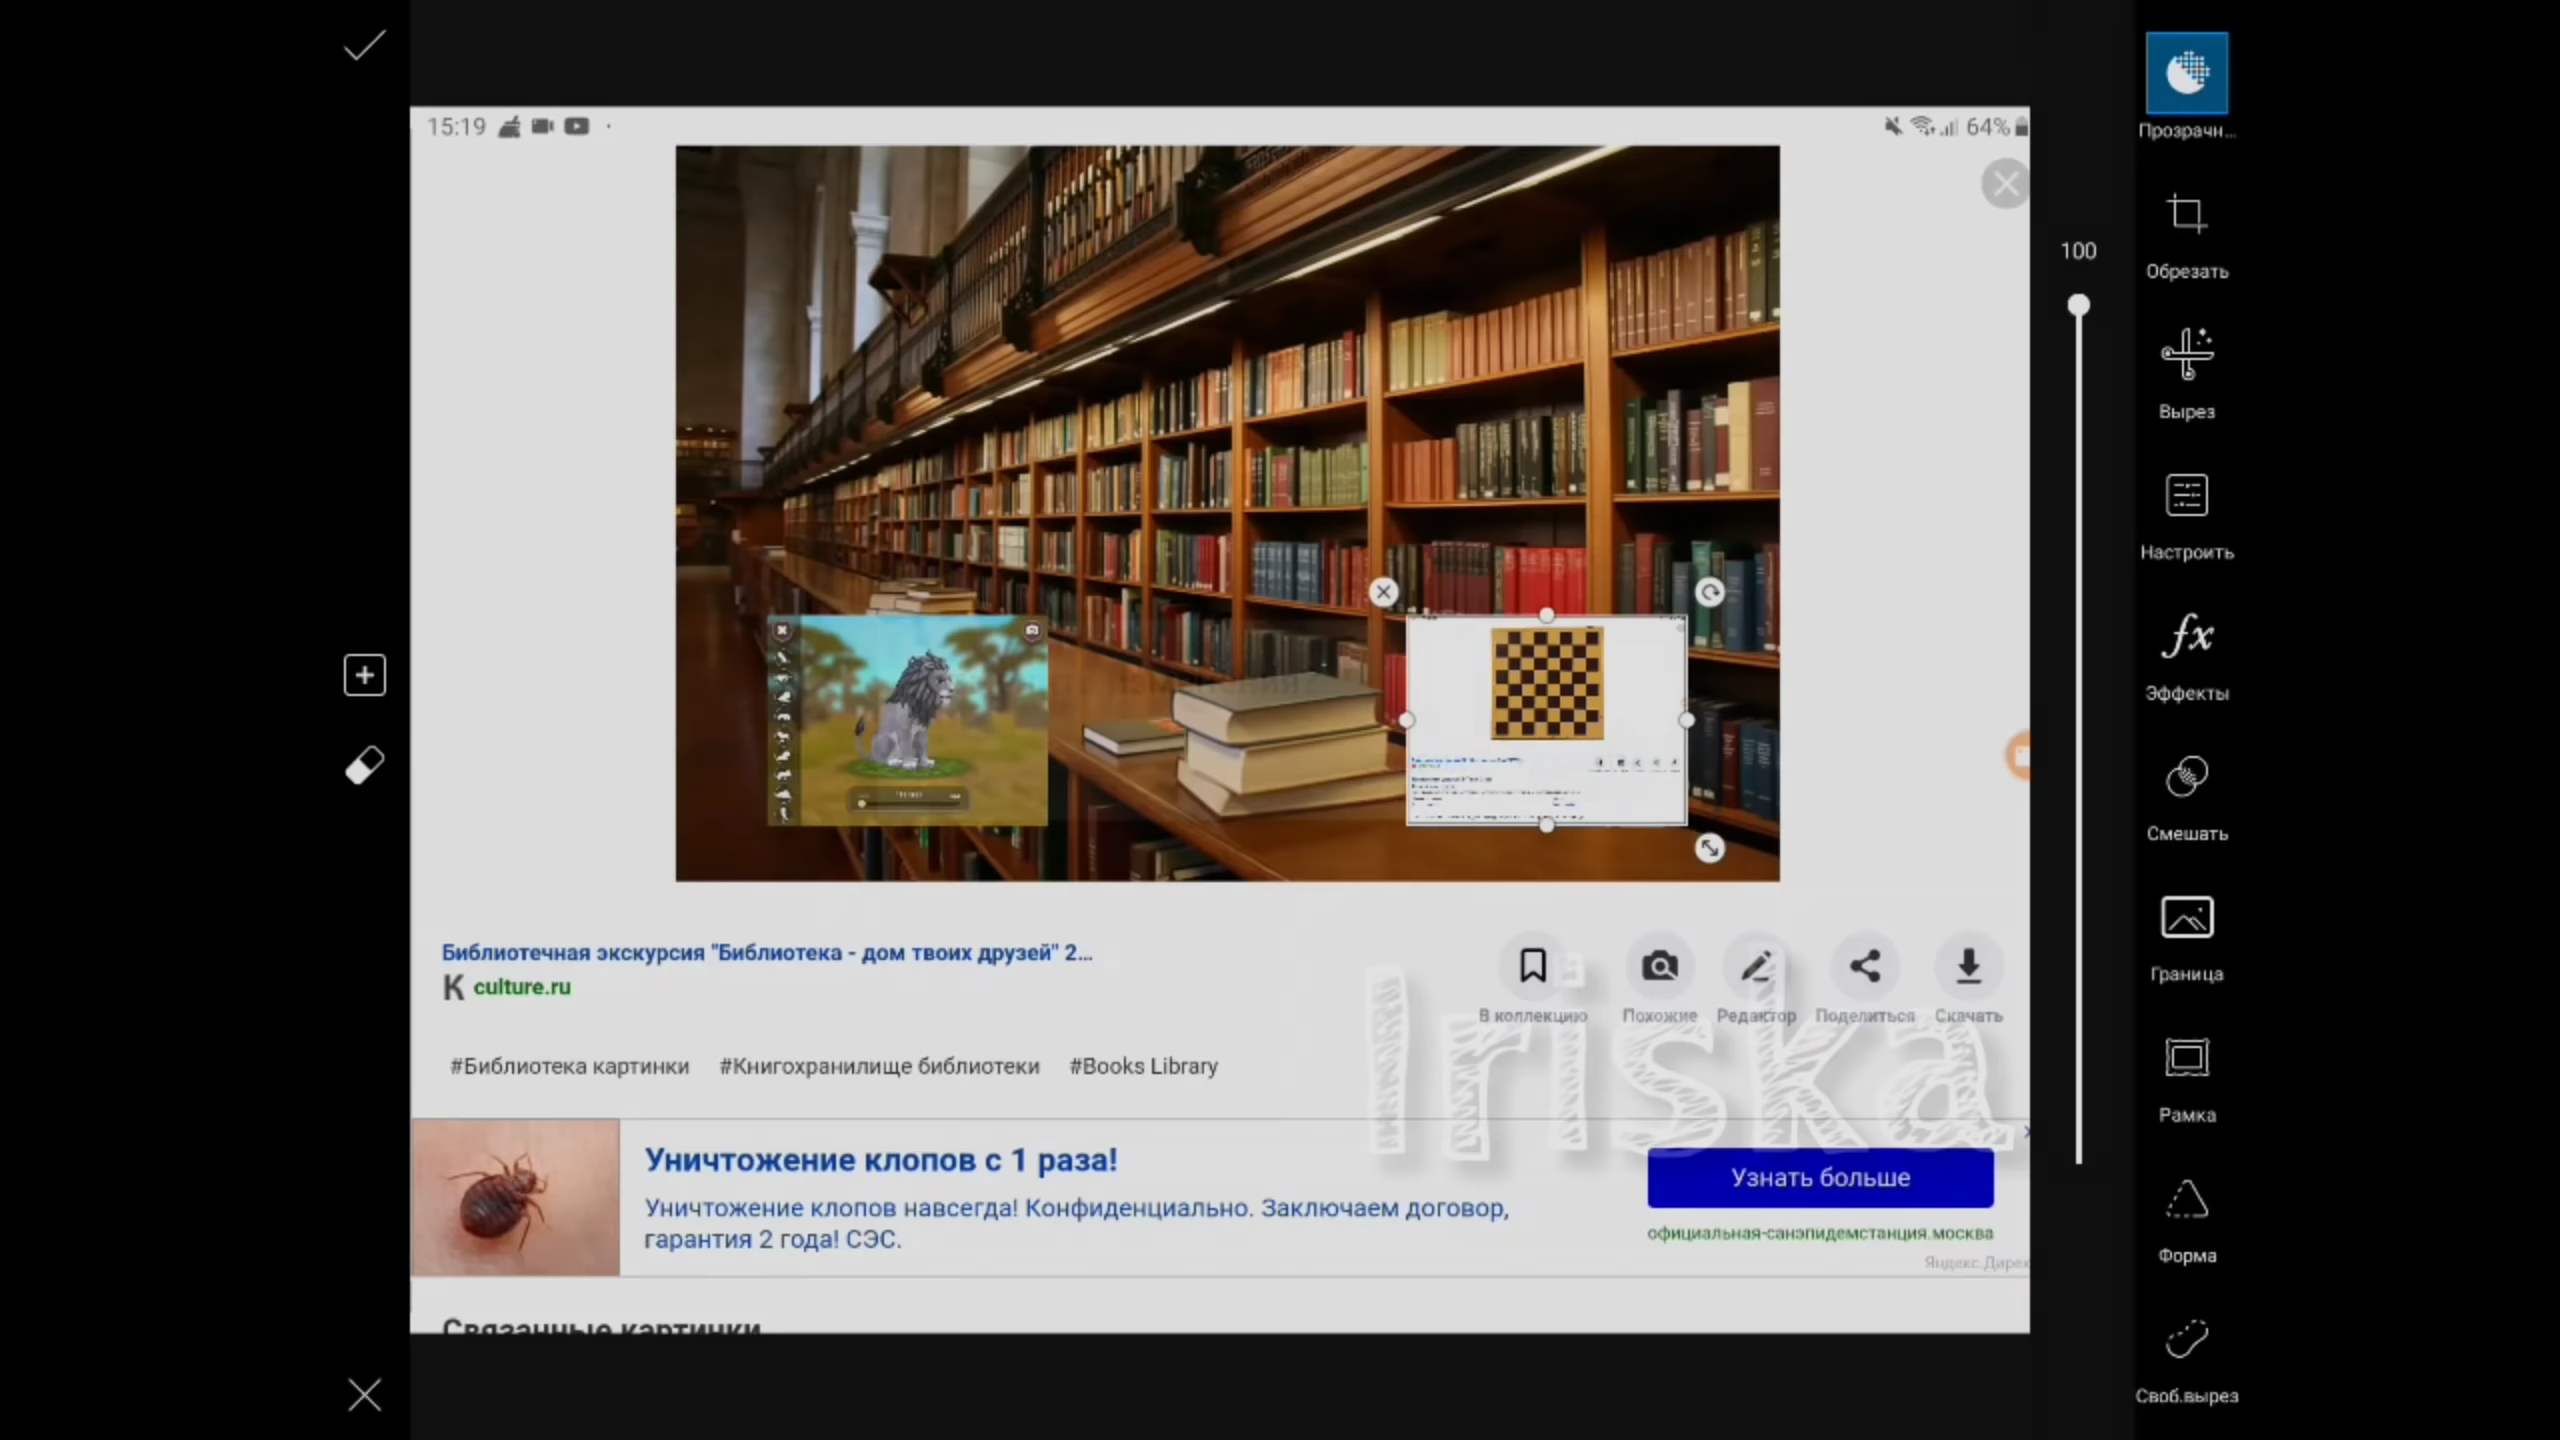 15:19
64%
Прозрачн...
100
Обрезать
Вырез
Настроить
Эффекты
Смешать
Граница
Рамка
Форма
Своб.вырез
Библиотечная экскурсия "Библиотека - дом твоих друзей" 2...
K culture.ru
В коллекцию
Похожие
Редактор
Поделиться
Скачать
#Библиотека картинки #Книгохранилище библиотеки #Books Library
Iriska
Уничтожение клопов с 1 раза!
Уничтожение клопов навсегда! Конфиденциально. Заключаем договор,
гарантия 2 года! СЭС.
Узнать больше
официальная-санэпидемстанция.москва
Яндекс.Дирек
Связанные картинки